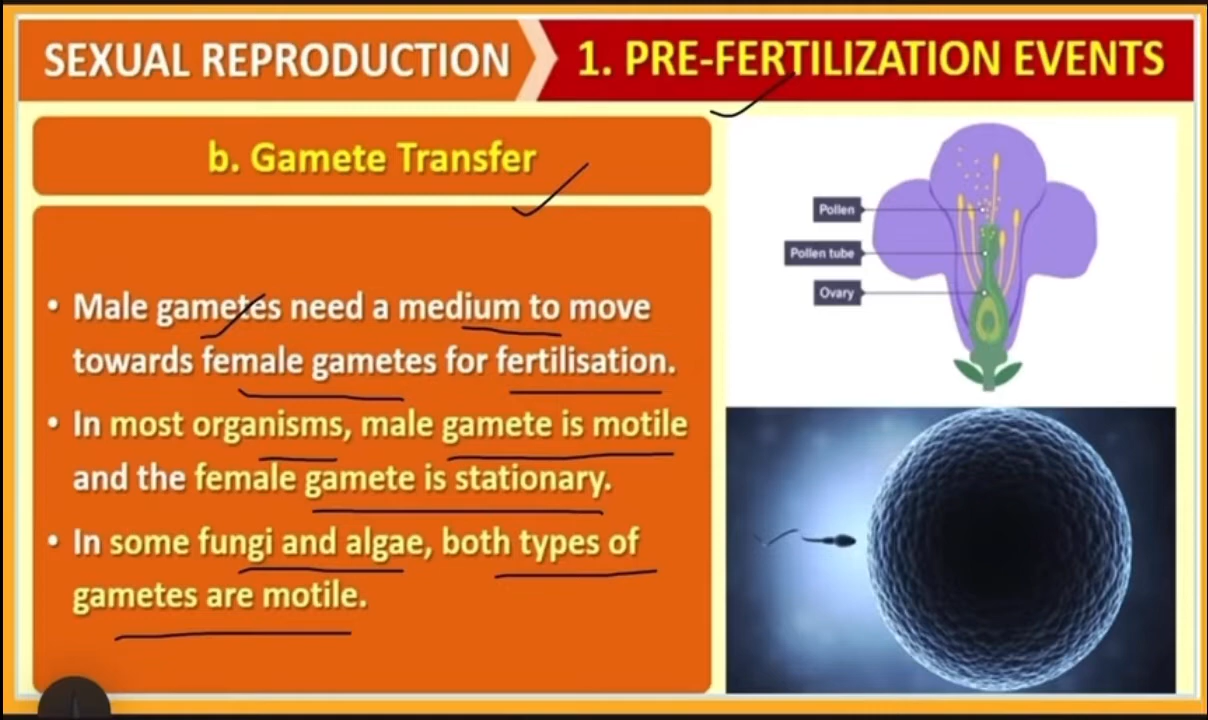 SEXUAL REPRODUCTION
1. PRE-FERTILIZATION EVENTS
b. Gamete Transfer
• Male gametes need a medium to move
towards female gametes for fertilisation.
• In most organisms, male gamete is motile
and the female gamete is stationary.
• In some fungi and algae, both types of
gametes are motile.
Pollen
Pollen tube
Ovary